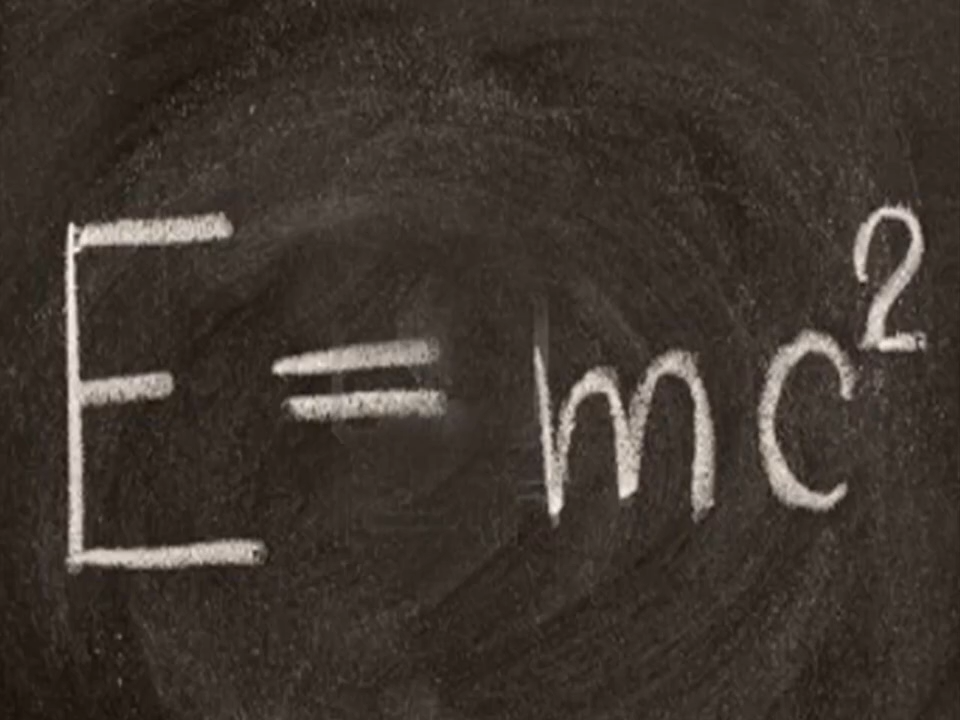 E = mc²